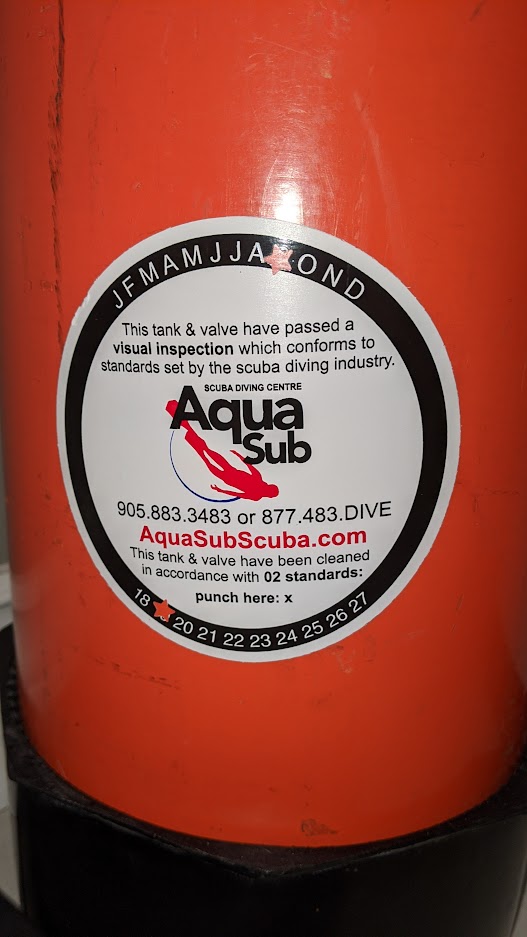 JFMAMJJA OND
This tank & valve have passed a
visual inspection which conforms to
standards set by the scuba diving industry.
SCUBA DIVING CENTRE
Aqua
Sub
905.883.3483 or 877.483.DIVE
AquaSubScuba.com
This tank & valve have been cleaned
in accordance with 02 standards:
punch here: x
18 20 21 22 23 24 25 26 27